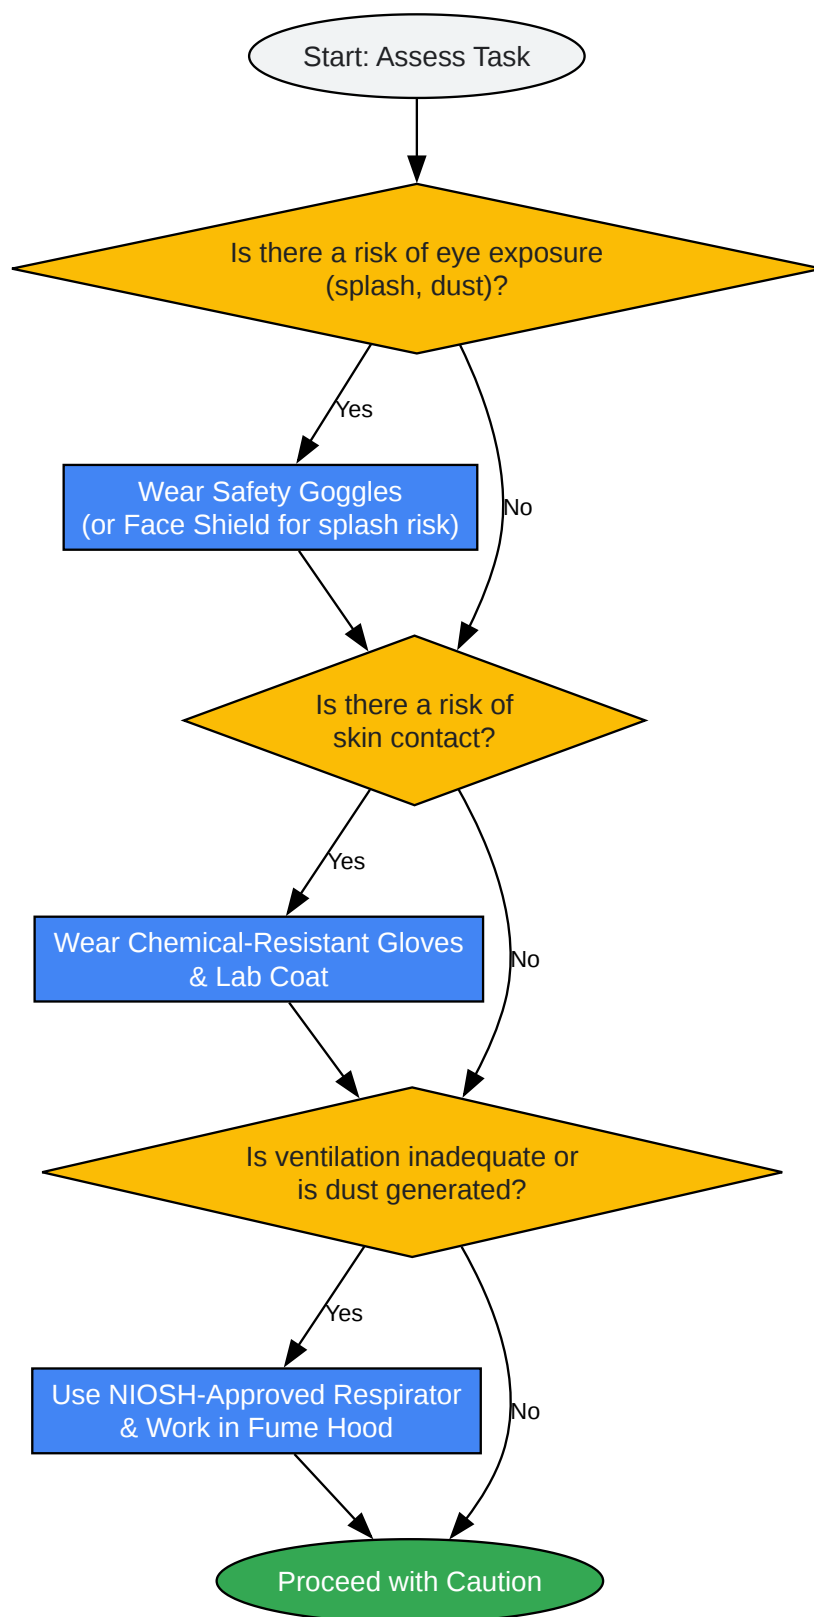 Start: Assess Task
Is there a risk of eye exposure
(splash, dust)?
Yes
Wear Safety Goggles
(or Face Shield for splash risk)
No
Is there a risk of
skin contact?
Yes
Wear Chemical-Resistant Gloves
& Lab Coat
No
Is ventilation inadequate or
is dust generated?
Yes
Use NIOSH-Approved Respirator
& Work in Fume Hood
No
Proceed with Caution